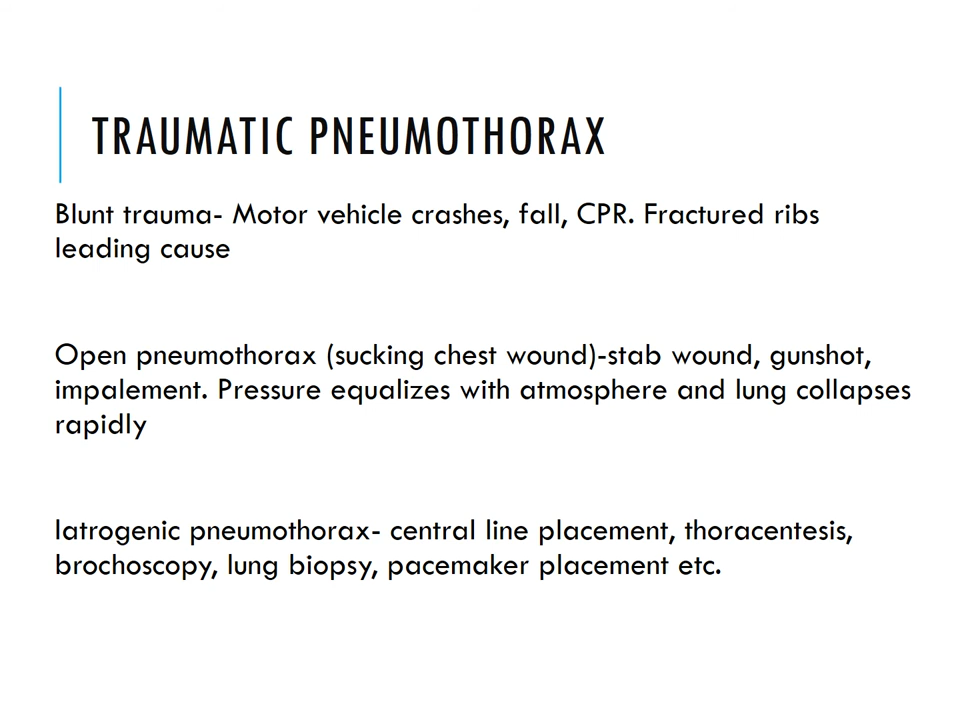 TRAUMATIC PNEUMOTHORAX
Blunt trauma- Motor vehicle crashes, fall, CPR. Fractured ribs
leading cause
Open pneumothorax (sucking chest wound)-stab wound, gunshot,
impalement. Pressure equalizes with atmosphere and lung collapses
rapidly
Iatrogenic pneumothorax- central line placement, thoracentesis,
brochoscopy, lung biopsy, pacemaker placement etc.